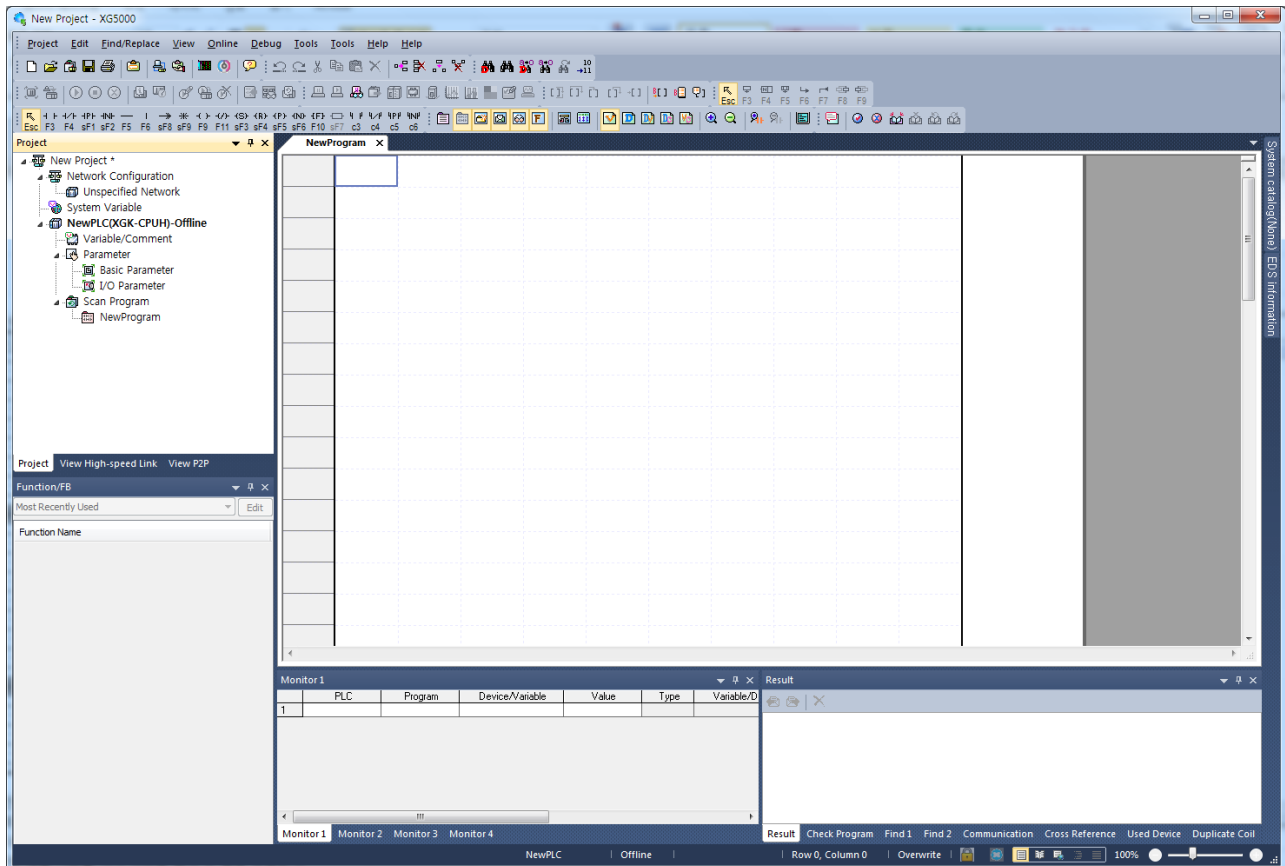 New Project - XG5000
Project Edit Find/Replace View Online Debug Tools Tools Help Help
Esc F3 F4 F5 F6 F7 F8 F9
Esc F3 F4 sF1 sF2 F5 F6 sF8 sF9 F9 F11 sF3 sF4 sF5 sF6 F10 sF7 c3 c4 c5 c6
Project
NewProgram
New Project *
Network Configuration
Unspecified Network
System Variable
NewPLC(XGK-CPUH)-Offline
Variable/Comment
Parameter
Basic Parameter
I/O Parameter
Scan Program
NewProgram
System catalog(None)
EDS information
Project View High-speed Link View P2P
Function/FB
Most Recently Used Edit
Function Name
Monitor 1
PLC Program Device/Variable Value Type Variable/D
1
Monitor 1 Monitor 2 Monitor 3 Monitor 4
Result
Result Check Program Find 1 Find 2 Communication Cross Reference Used Device Duplicate Coil
NewPLC Offline Row 0, Column 0 Overwrite 100%